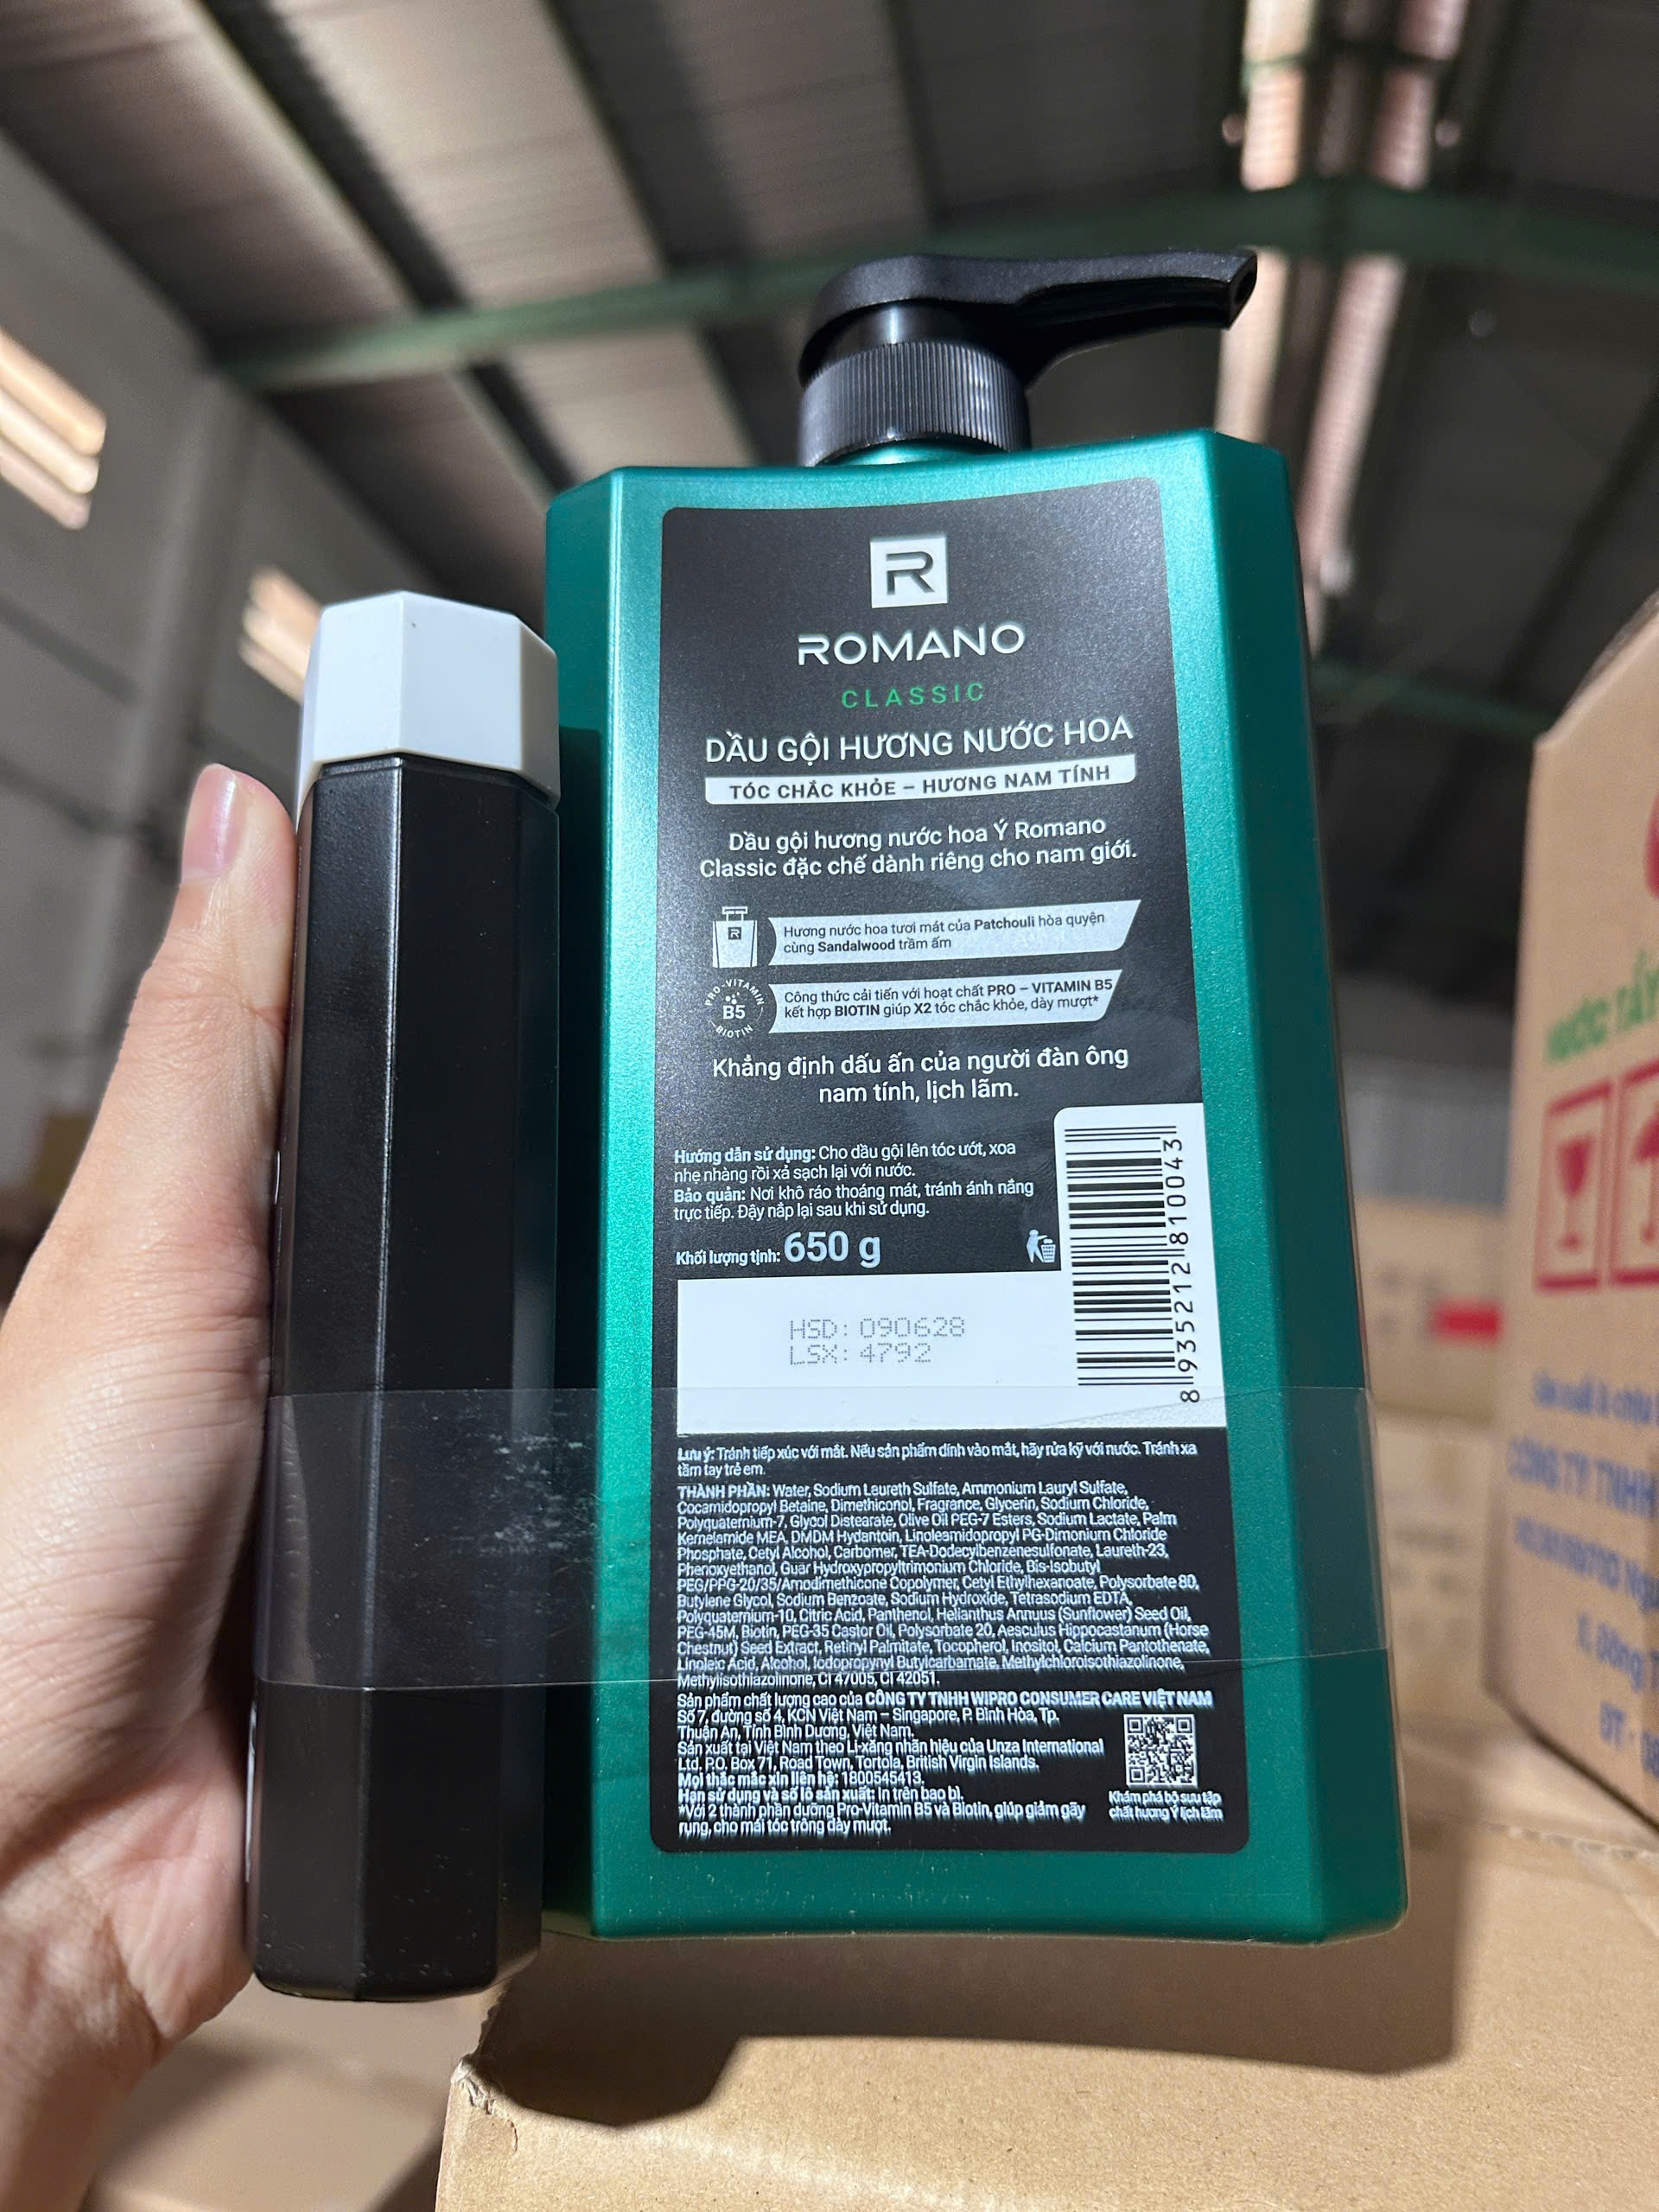 R
ROMANO
CLASSIC
DẦU GỘI HƯƠNG NƯỚC HOA
TÓC CHẮC KHỎE – HƯƠNG NAM TÍNH
Dầu gội hương nước hoa Ý Romano
Classic đặc chế dành riêng cho nam giới.
R
Hương nước hoa tươi mát của Patchouli hòa quyện
cùng Sandalwood trầm ấm
PRO-VITAMIN
B5
BIOTIN
Công thức cải tiến với hoạt chất PRO – VITAMIN B5
kết hợp BIOTIN giúp X2 tóc chắc khỏe, dày mượt*
Khẳng định dấu ấn của người đàn ông
nam tính, lịch lãm.
Hướng dẫn sử dụng: Cho dầu gội lên tóc ướt, xoa
nhẹ nhàng rồi xả sạch lại với nước.
Bảo quản: Nơi khô ráo thoáng mát, tránh ánh nắng
trực tiếp. Đậy nắp lại sau khi sử dụng.
Khối lượng tịnh: 650 g
8 935212 810043
HSD: 090628
LSX: 4792
Lưu ý: Tránh tiếp xúc với mắt. Nếu sản phẩm dính vào mắt, hãy rửa kỹ với nước. Tránh xa
tầm tay trẻ em.
THÀNH PHẦN: Water, Sodium Laureth Sulfate, Ammonium Lauryl Sulfate,
Cocamidopropyl Betaine, Dimethiconol, Fragrance, Glycerin, Sodium Chloride,
Polyquaternium-7, Glycol Distearate, Olive Oil PEG-7 Esters, Sodium Lactate, Palm
Kernelamide MEA, DMDM Hydantoin, Linoleamidopropyl PG-Dimonium Chloride
Phosphate, Cetyl Alcohol, Carbomer, TEA-Dodecylbenzenesulfonate, Laureth-23,
Phenoxyethanol, Guar Hydroxypropyltrimonium Chloride, Bis-Isobutyl
PEG/PPG-20/35/Amodimethicone Copolymer, Cetyl Ethylhexanoate, Polysorbate 80,
Butylene Glycol, Sodium Benzoate, Sodium Hydroxide, Tetrasodium EDTA,
Polyquaternium-10, Citric Acid, Panthenol, Helianthus Annuus (Sunflower) Seed Oil,
PEG-45M, Biotin, PEG-35 Castor Oil, Polysorbate 20, Aesculus Hippocastanum (Horse
Chestnut) Seed Extract, Retinyl Palmitate, Tocopherol, Inositol, Calcium Pantothenate,
Linoleic Acid, Alcohol, Iodopropynyl Butylcarbamate, Methylchloroisothiazolinone,
Methylisothiazolinone, CI 47005, CI 42051.
Sản phẩm chất lượng cao của CÔNG TY TNHH WIPRO CONSUMER CARE VIỆT NAM
Số 7, đường số 4, KCN Việt Nam – Singapore, P. Bình Hòa, Tp.
Thuận An, Tỉnh Bình Dương, Việt Nam.
Sản xuất tại Việt Nam theo Li-xăng nhãn hiệu của Unza International
Ltd, P.O. Box 71, Road Town, Tortola, British Virgin Islands.
Mọi thắc mắc xin liên hệ: 1800545413.
Hạn sử dụng và số lô sản xuất: In trên bao bì.
*Với 2 thành phần dưỡng Pro-Vitamin B5 và Biotin, giúp giảm gãy
rụng, cho mái tóc trông dày mượt.
Khám phá bộ sưu tập
chất hương Ý lịch lãm
NƯỚC TẨY
CÔNG TY TNHH